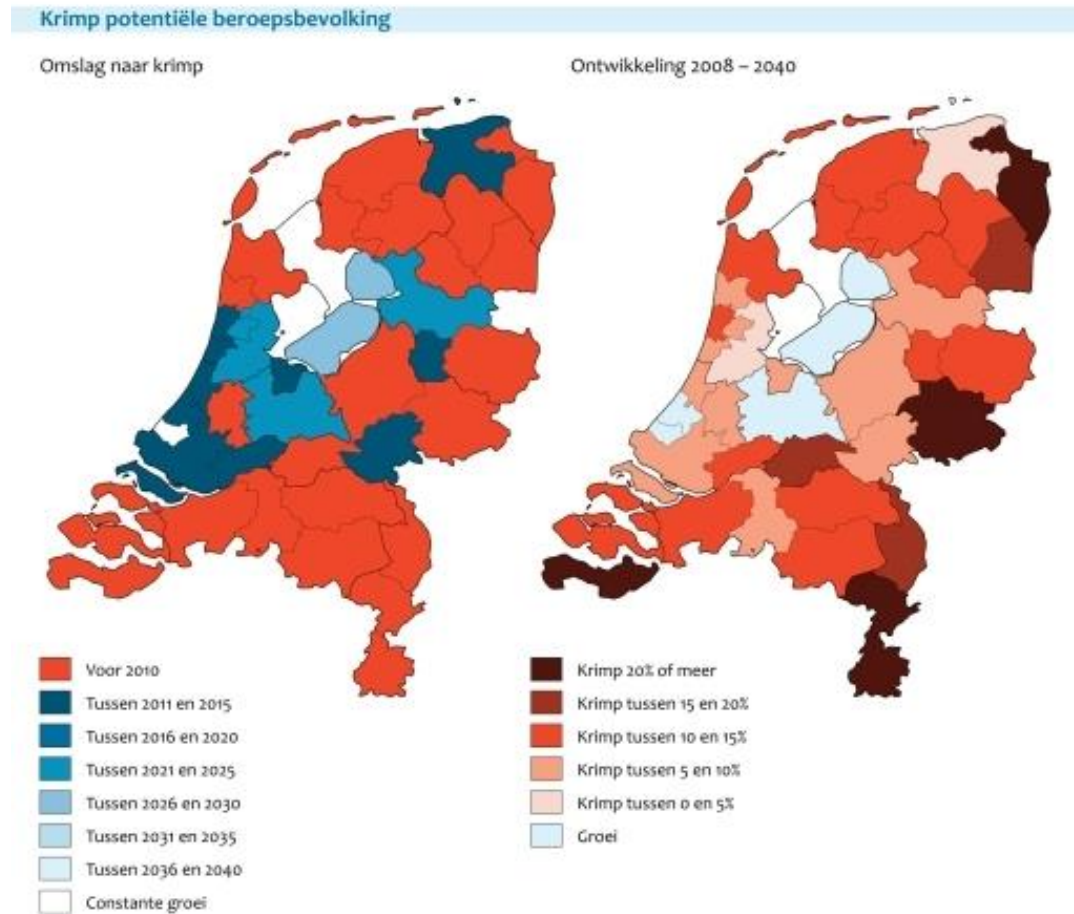 Krimp potentiële beroepsbevolking
Omslag naar krimp
Ontwikkeling 2008 – 2040
Voor 2010
Tussen 2011 en 2015
Tussen 2016 en 2020
Tussen 2021 en 2025
Tussen 2026 en 2030
Tussen 2031 en 2035
Tussen 2036 en 2040
Constante groei
Krimp 20% of meer
Krimp tussen 15 en 20%
Krimp tussen 10 en 15%
Krimp tussen 5 en 10%
Krimp tussen 0 en 5%
Groei